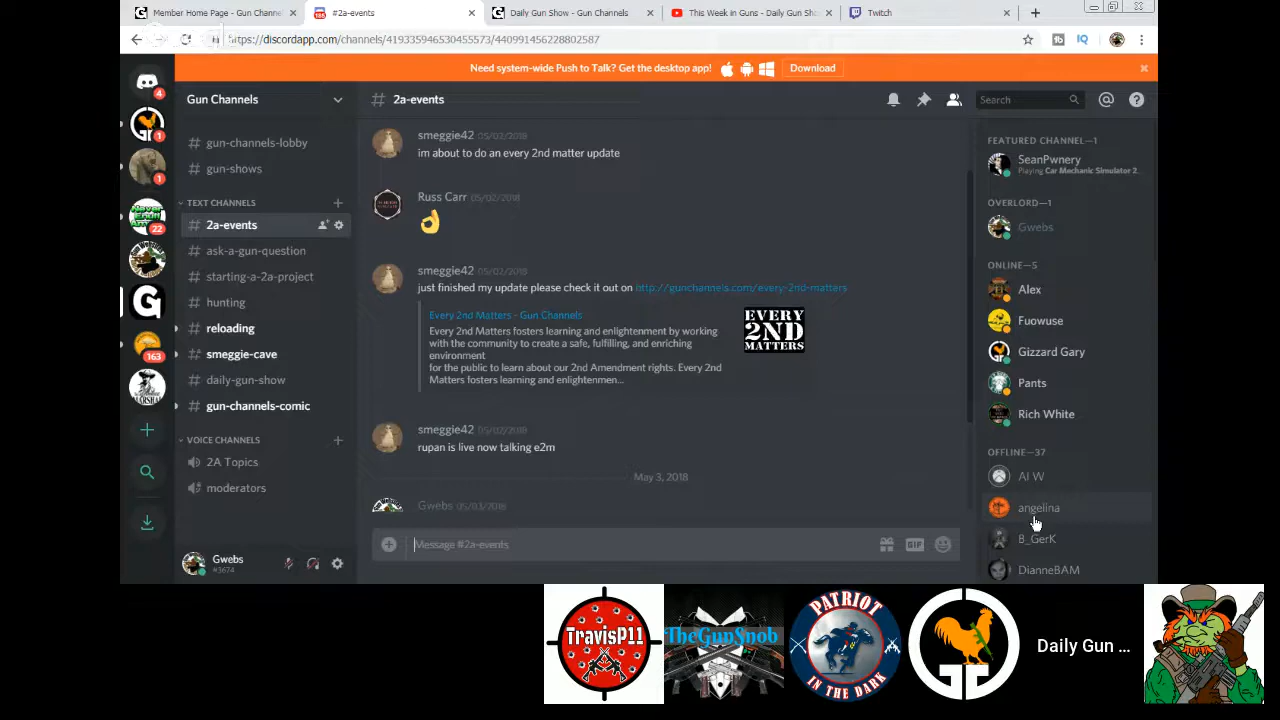 Member Home Page - Gun Channel
#2a-events
Daily Gun Show - Gun Channels
This Week in Guns - Daily Gun Sho
Twitch
https://discordapp.com/channels/419335946530455573/440991456228802587
Need system-wide Push to Talk? Get the desktop app!
Download
Gun Channels
# 2a-events
Search
# gun-channels-lobby
# gun-shows
TEXT CHANNELS
# 2a-events
# ask-a-gun-question
# starting-a-2a-project
# hunting
# reloading
# smeggie-cave
# daily-gun-show
# gun-channels-comic
VOICE CHANNELS
2A Topics
moderators
Gwebs
#3674
4
1
1
22
163
smeggie42 05/02/2018
im about to do an every 2nd matter update
Russ Carr 05/02/2018
smeggie42 05/02/2018
just finished my update please check it out on http://gunchannels.com/every-2nd-matters
Every 2nd Matters - Gun Channels
Every 2nd Matters fosters learning and enlightenment by working
with the community to create a safe, fulfilling, and enriching
environment
for the public to learn about our 2nd Amendment rights. Every 2nd
Matters fosters learning and enlightenmen...
EVERY
2ND
MATTERS
smeggie42 05/02/2018
rupan is live now talking e2m
May 3, 2018
Gwebs 05/03/2018
Message #2a-events
GIF
FEATURED CHANNEL—1
SeanPwnery
Playing Car Mechanic Simulator 2...
OVERLORD—1
Gwebs
ONLINE—5
Alex
Fuowuse
Gizzard Gary
Pants
Rich White
OFFLINE—37
Al W
angelina
B_GerK
DianneBAM
TravisP11
TheGunSnob
PATRIOT
IN THE DARK
Daily Gun ...